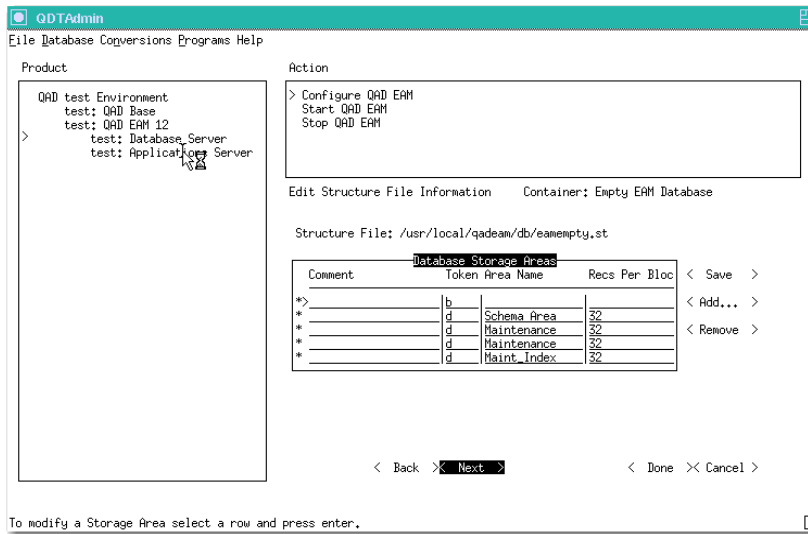 QDTAdmin
File Database Conversions Programs Help
Product
QAD test Environment
test: QAD Base
test: QAD EAM 12
> test: Database Server
test: Application Server
Action
> Configure QAD EAM
Start QAD EAM
Stop QAD EAM
Edit Structure File Information Container: Empty EAM Database
Structure File: /usr/local/qadeam/db/eamempty.st
Database Storage Areas
Comment Token Area Name Recs Per Bloc
*> b
* d Schema Area 32
* d Maintenance 32
* d Maintenance 32
* d Maint_Index 32
< Save >
< Add... >
< Remove >
< Back >< Next > < Done >< Cancel >
To modify a Storage Area select a row and press enter.